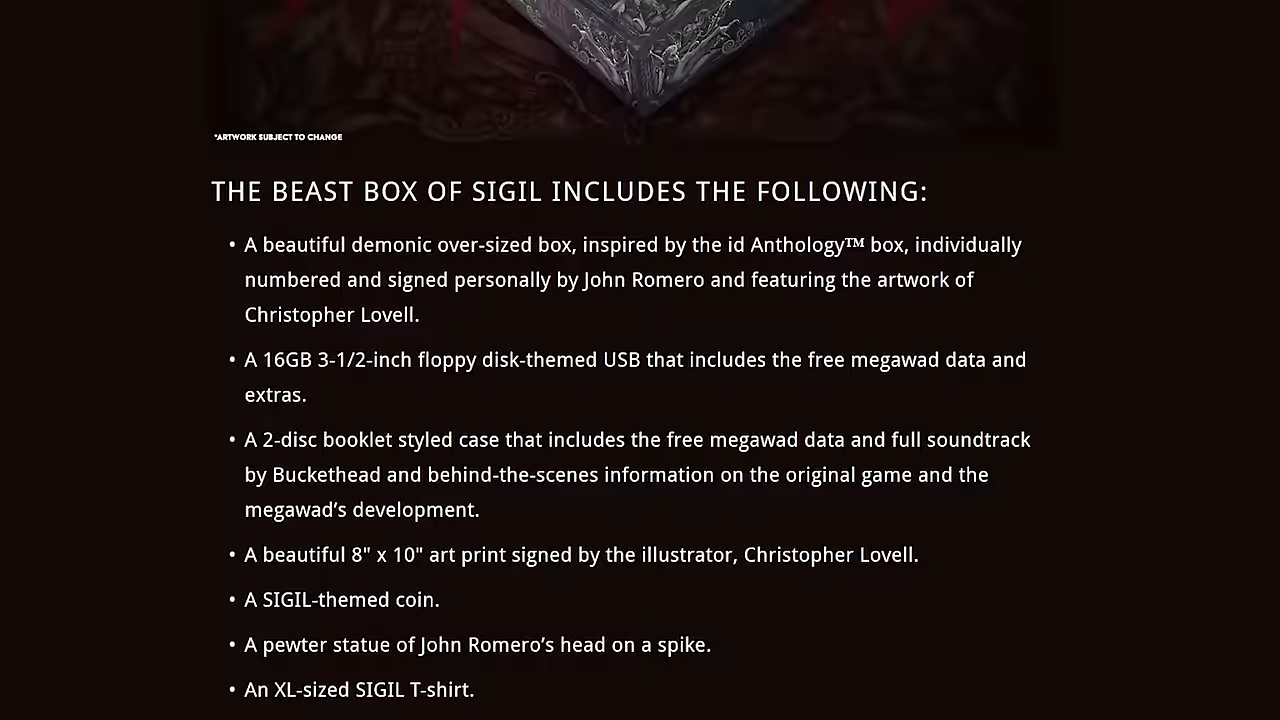 *ARTWORK SUBJECT TO CHANGE
THE BEAST BOX OF SIGIL INCLUDES THE FOLLOWING:
• A beautiful demonic over-sized box, inspired by the id Anthology™ box, individually
numbered and signed personally by John Romero and featuring the artwork of
Christopher Lovell.
• A 16GB 3-1/2-inch floppy disk-themed USB that includes the free megawad data and
extras.
• A 2-disc booklet styled case that includes the free megawad data and full soundtrack
by Buckethead and behind-the-scenes information on the original game and the
megawad’s development.
• A beautiful 8" x 10" art print signed by the illustrator, Christopher Lovell.
• A SIGIL-themed coin.
• A pewter statue of John Romero’s head on a spike.
• An XL-sized SIGIL T-shirt.